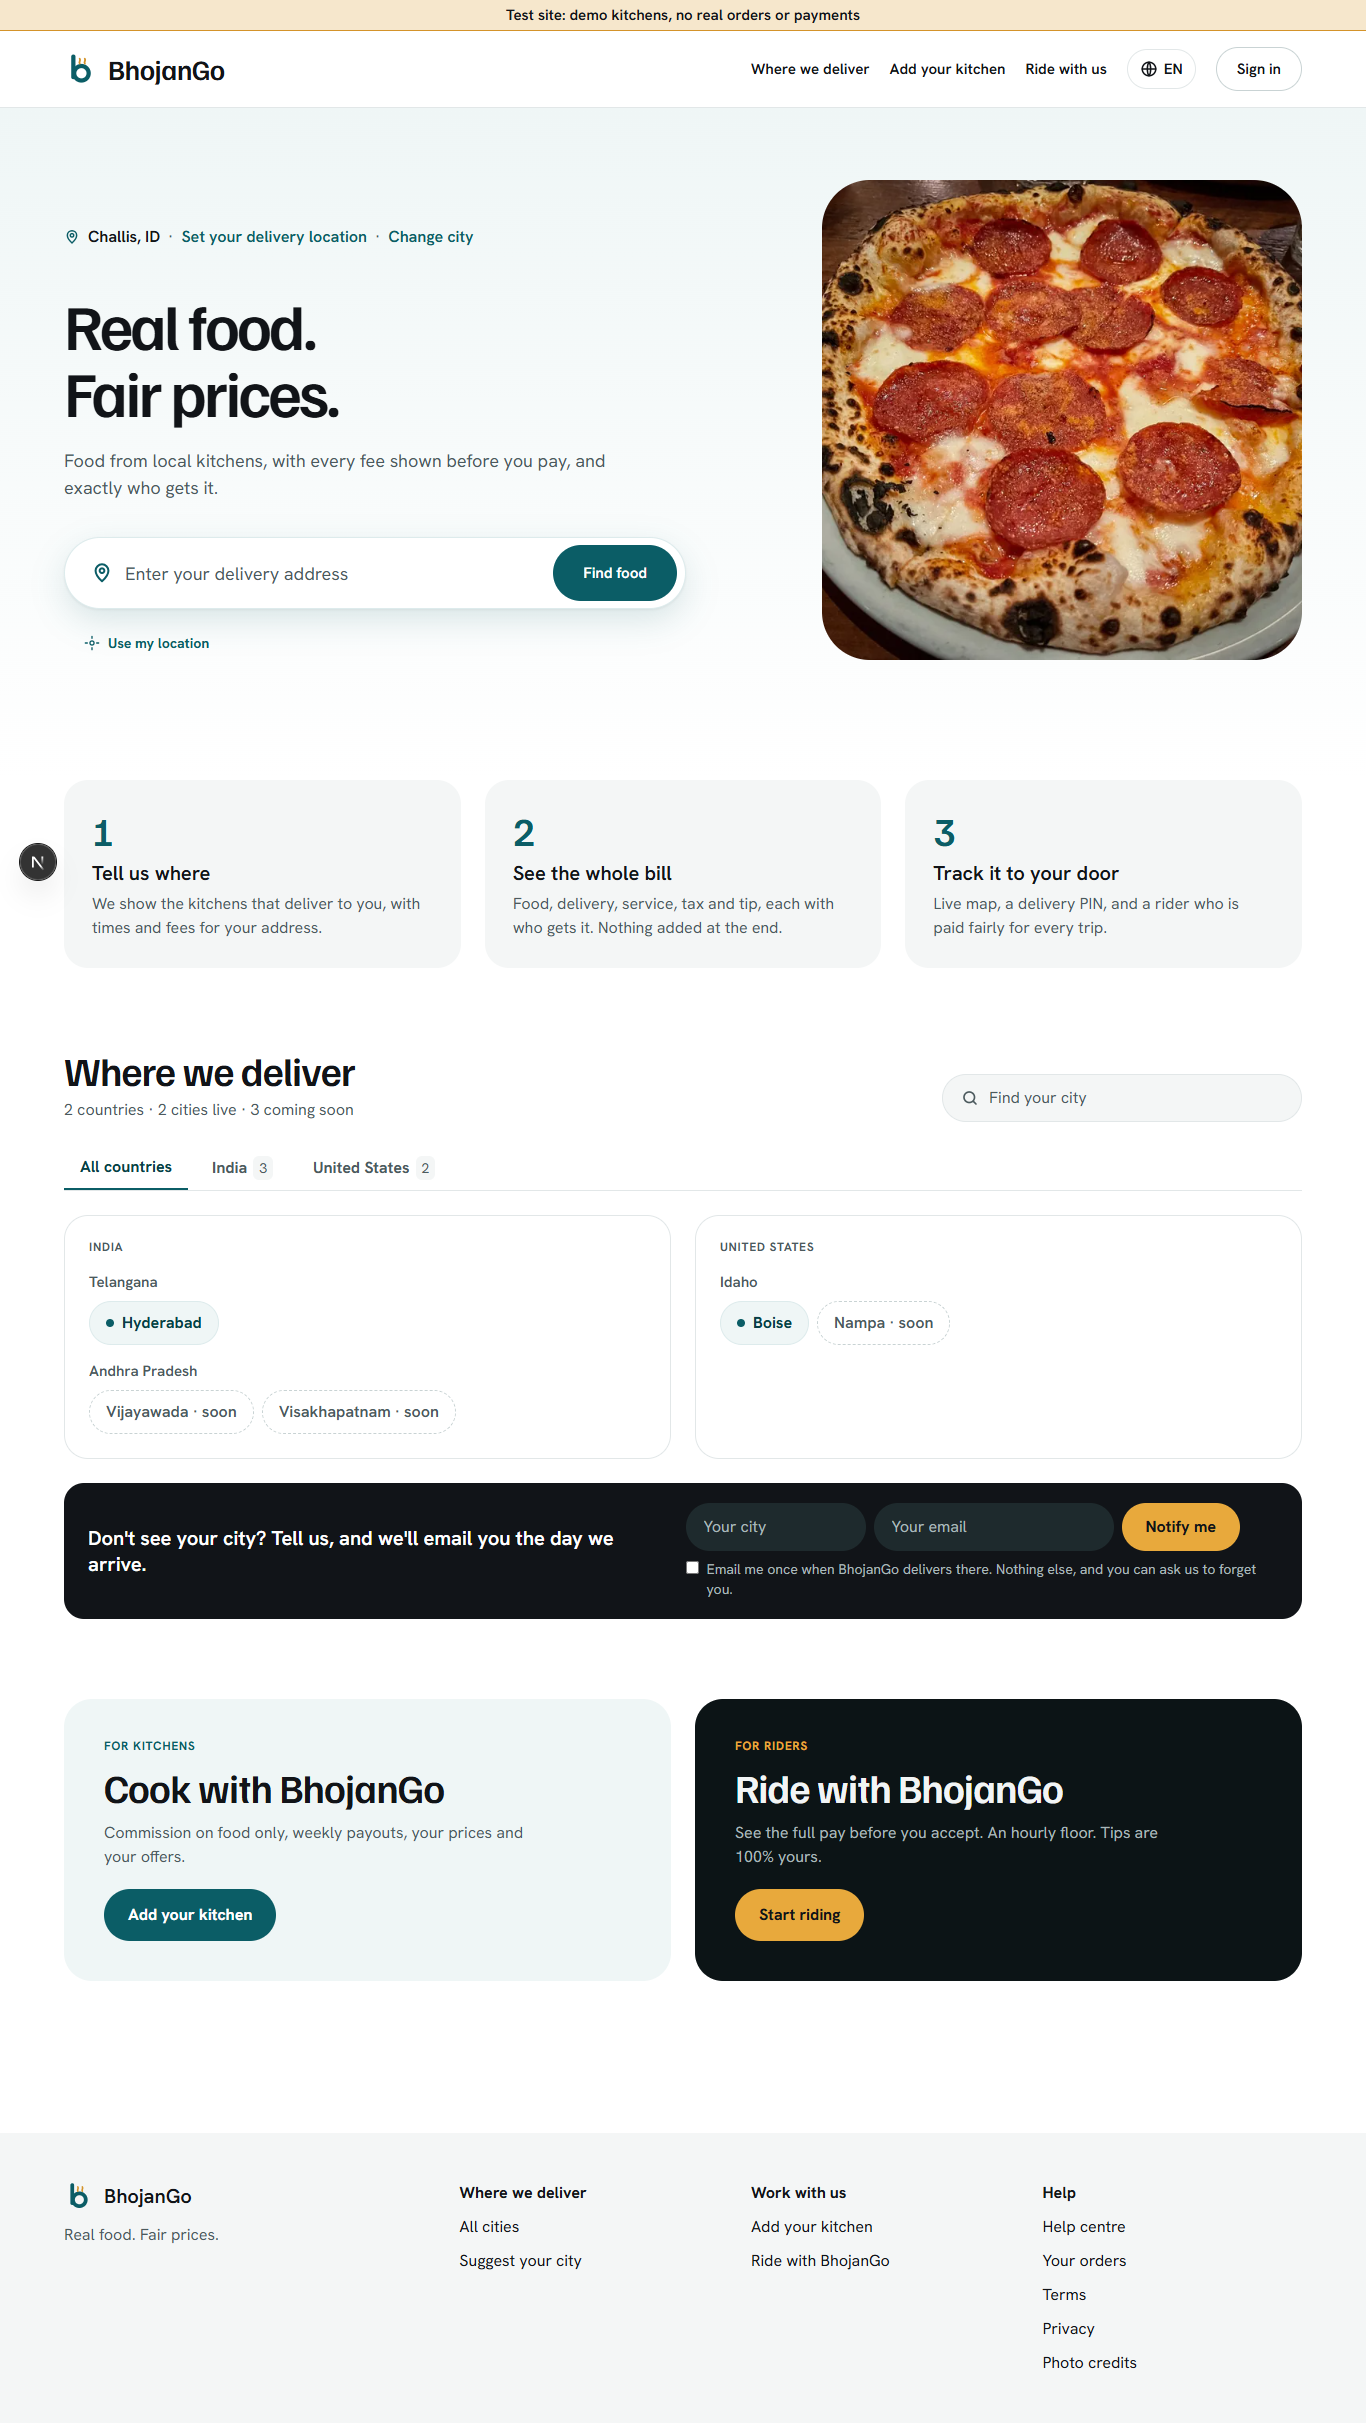 Test site: demo kitchens, no real orders or payments
BhojanGo
Where we deliver
Add your kitchen
Ride with us
EN
Sign in
Challis, ID · Set your delivery location · Change city
Real food.
Fair prices.
Food from local kitchens, with every fee shown before you pay, and
exactly who gets it.
Enter your delivery address
Find food
Use my location
1
Tell us where
We show the kitchens that deliver to you, with
times and fees for your address.
2
See the whole bill
Food, delivery, service, tax and tip, each with
who gets it. Nothing added at the end.
3
Track it to your door
Live map, a delivery PIN, and a rider who is
paid fairly for every trip.
N
Where we deliver
2 countries · 2 cities live · 3 coming soon
Find your city
All countries
India 3
United States 2
INDIA
Telangana
Hyderabad
Andhra Pradesh
Vijayawada · soon
Visakhapatnam · soon
UNITED STATES
Idaho
Boise
Nampa · soon
Don't see your city? Tell us, and we'll email you the day we
arrive.
Your city
Your email
Notify me
Email me once when BhojanGo delivers there. Nothing else, and you can ask us to forget
you.
FOR KITCHENS
Cook with BhojanGo
Commission on food only, weekly payouts, your prices and
your offers.
Add your kitchen
FOR RIDERS
Ride with BhojanGo
See the full pay before you accept. An hourly floor. Tips are
100% yours.
Start riding
BhojanGo
Real food. Fair prices.
Where we deliver
All cities
Suggest your city
Work with us
Add your kitchen
Ride with BhojanGo
Help
Help centre
Your orders
Terms
Privacy
Photo credits